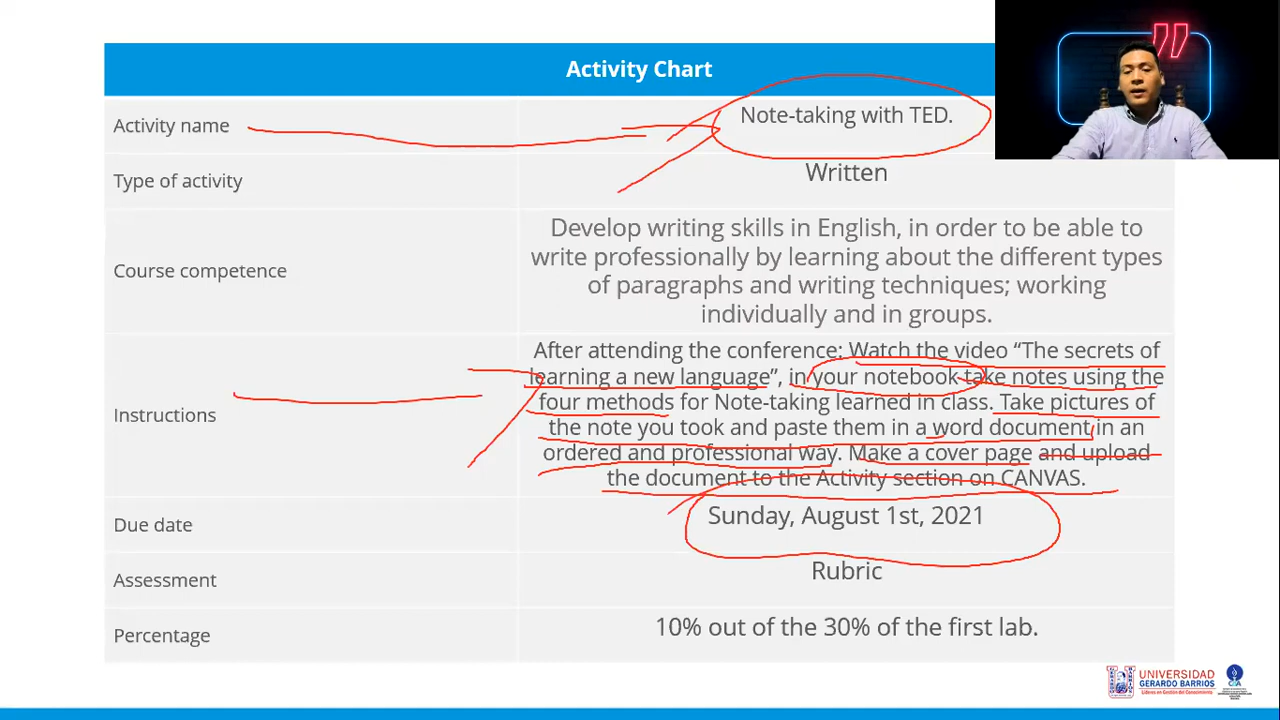 Activity Chart
Activity name
Note-taking with TED.
Type of activity
Written
Course competence
Develop writing skills in English, in order to be able to
write professionally by learning about the different types
of paragraphs and writing techniques; working
individually and in groups.
Instructions
After attending the conference: Watch the video “The secrets of
learning a new language”, in your notebook take notes using the
four methods for Note-taking learned in class. Take pictures of
the note you took and paste them in a word document in an
ordered and professional way. Make a cover page and upload
the document to the Activity section on CANVAS.
Due date
Sunday, August 1st, 2021
Assessment
Rubric
Percentage
10% out of the 30% of the first lab.
UNIVERSIDAD
GERARDO BARRIOS